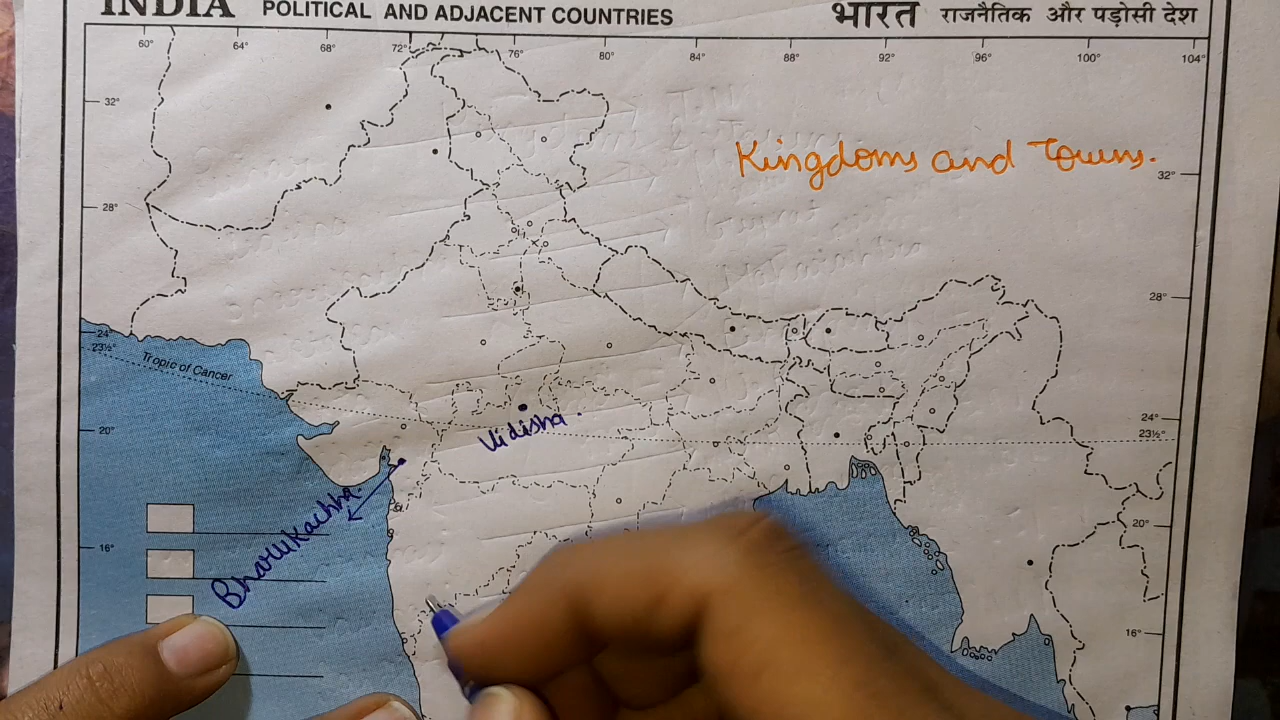 INDIA POLITICAL AND ADJACENT COUNTRIES भारत राजनैतिक और पड़ोसी देश
60° 64° 68° 72° 76° 80° 84° 88° 92° 96° 100° 104°
32°
Kingdoms and Towns.
32°
28°
28°
24°
23½°
Tropic of Cancer
24°
23½°
20°
Vidisha.
Bharukachha
20°
16°
16°